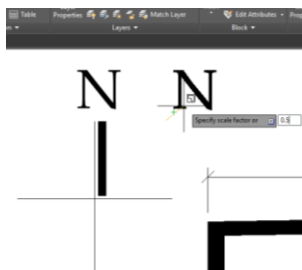 Table
Properties
Match Layer
Edit Attributes
Layers
Block
N N
Specify scale factor or 0.5